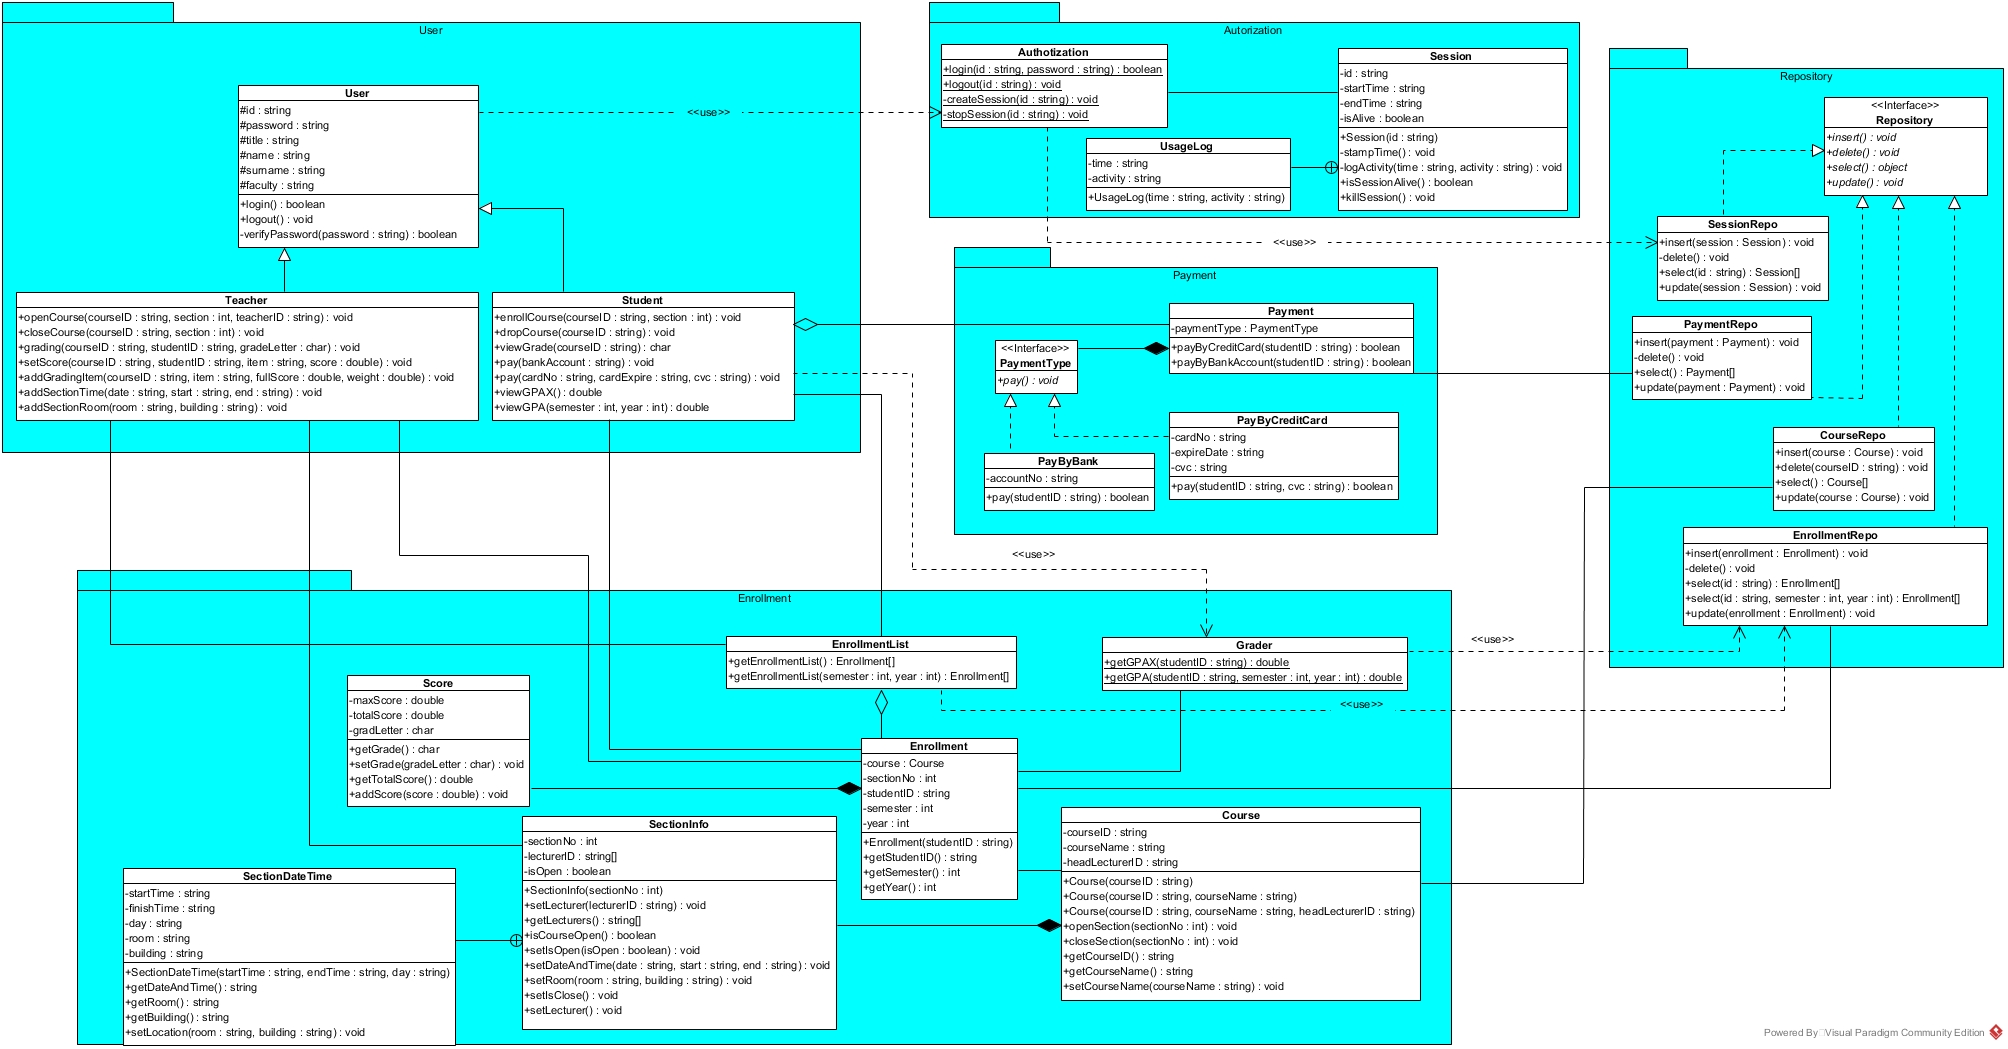 User
User
#id : string
#password : string
#title : string
#name : string
#surname : string
#faculty : string
+login() : boolean
+logout() : void
-verifyPassword(password : string) : boolean
<<use>>
Teacher
+openCourse(courseID : string, section : int, teacherID : string) : void
+closeCourse(courseID : string, section : int) : void
+grading(courseID : string, studentID : string, gradeLetter : char) : void
+setScore(courseID : string, studentID : string, item : string, score : double) : void
+addGradingItem(courseID : string, item : string, fullScore : double, weight : double) : void
+addSectionTime(date : string, start : string, end : string) : void
+addSectionRoom(room : string, building : string) : void
Student
+enrollCourse(courseID : string, section : int) : void
+dropCourse(courseID : string) : void
+viewGrade(courseID : string) : char
+pay(bankAccount : string) : void
+pay(cardNo : string, cardExpire : string, cvc : string) : void
+viewGPAX() : double
+viewGPA(semester : int, year : int) : double
Autorization
Authotization
+login(id : string, password : string) : boolean
+logout(id : string) : void
-createSession(id : string) : void
-stopSession(id : string) : void
Session
-id : string
-startTime : string
-endTime : string
-isAlive : boolean
+Session(id : string)
-stampTime() : void
-logActivity(time : string, activity : string) : void
+isSessionAlive() : boolean
+killSession() : void
UsageLog
-time : string
-activity : string
+UsageLog(time : string, activity : string)
<<use>>
Payment
Payment
-paymentType : PaymentType
+payByCreditCard(studentID : string) : boolean
+payByBankAccount(studentID : string) : boolean
<<Interface>>
PaymentType
+pay() : void
PayByCreditCard
-cardNo : string
-expireDate : string
-cvc : string
+pay(studentID : string, cvc : string) : boolean
PayByBank
-accountNo : string
+pay(studentID : string) : boolean
<<use>>
Repository
<<Interface>>
Repository
+insert() : void
+delete() : void
+select() : object
+update() : void
SessionRepo
+insert(session : Session) : void
-delete() : void
+select(id : string) : Session[]
+update(session : Session) : void
PaymentRepo
+insert(payment : Payment) : void
-delete() : void
+select() : Payment[]
+update(payment : Payment) : void
CourseRepo
+insert(course : Course) : void
+delete(courseID : string) : void
+select() : Course[]
+update(course : Course) : void
EnrollmentRepo
+insert(enrollment : Enrollment) : void
-delete() : void
+select(id : string) : Enrollment[]
+select(id : string, semester : int, year : int) : Enrollment[]
+update(enrollment : Enrollment) : void
<<use>>
Enrollment
EnrollmentList
+getEnrollmentList() : Enrollment[]
+getEnrollmentList(semester : int, year : int) : Enrollment[]
Grader
+getGPAX(studentID : string) : double
+getGPA(studentID : string, semester : int, year : int) : double
<<use>>
Score
-maxScore : double
-totalScore : double
-gradLetter : char
+getGrade() : char
+setGrade(gradeLetter : char) : void
+getTotalScore() : double
+addScore(score : double) : void
Enrollment
-course : Course
-sectionNo : int
-studentID : string
-semester : int
-year : int
+Enrollment(studentID : string)
+getStudentID() : string
+getSemester() : int
+getYear() : int
SectionInfo
-sectionNo : int
-lecturerID : string[]
-isOpen : boolean
+SectionInfo(sectionNo : int)
+setLecturer(lecturerID : string) : void
+getLecturers() : string[]
+isCourseOpen() : boolean
+setIsOpen(isOpen : boolean) : void
+setDateAndTime(date : string, start : string, end : string) : void
+setRoom(room : string, building : string) : void
+setIsClose() : void
+setLecturer() : void
Course
-courseID : string
-courseName : string
-headLecturerID : string
+Course(courseID : string)
+Course(courseID : string, courseName : string)
+Course(courseID : string, courseName : string, headLecturerID : string)
+openSection(sectionNo : int) : void
+closeSection(sectionNo : int) : void
+getCourseID() : string
+getCourseName() : string
+setCourseName(courseName : string) : void
SectionDateTime
-startTime : string
-finishTime : string
-day : string
-room : string
-building : string
+SectionDateTime(startTime : string, endTime : string, day : string)
+getDateAndTime() : string
+getRoom() : string
+getBuilding() : string
+setLocation(room : string, building : string) : void
Powered By Visual Paradigm Community Edition